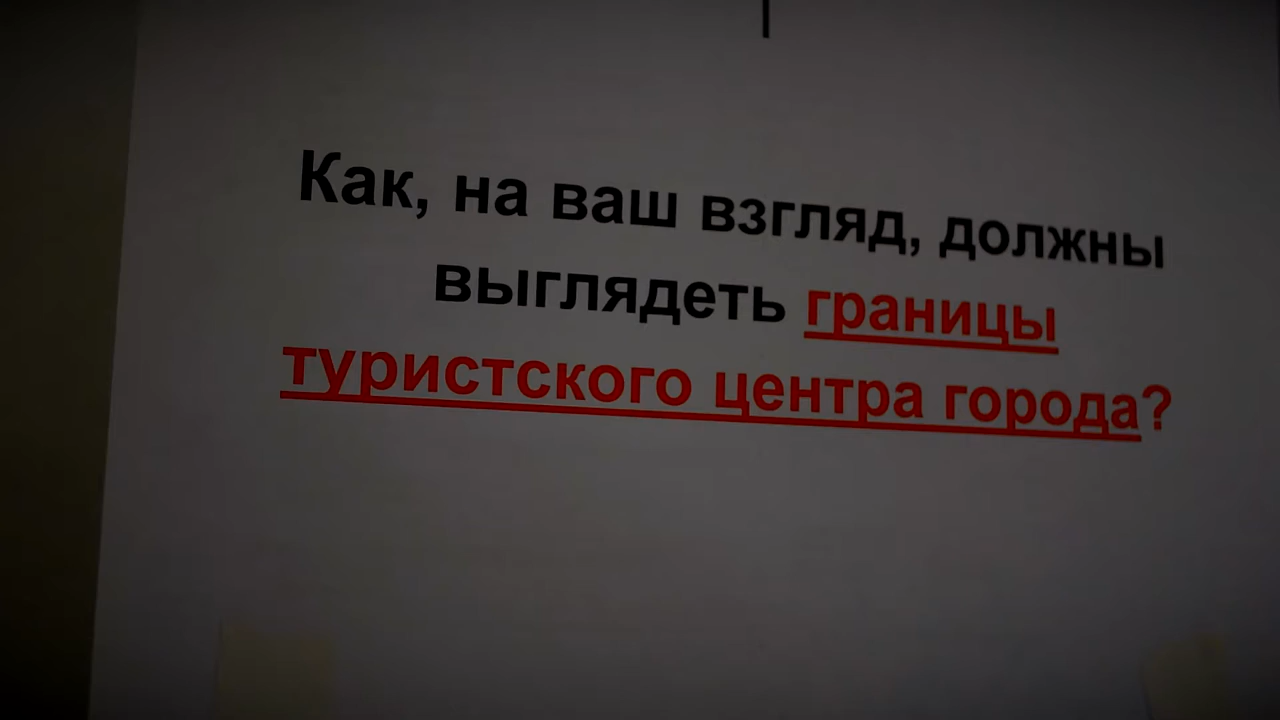 Как, на ваш взгляд, должны
выглядеть границы
туристского центра города?